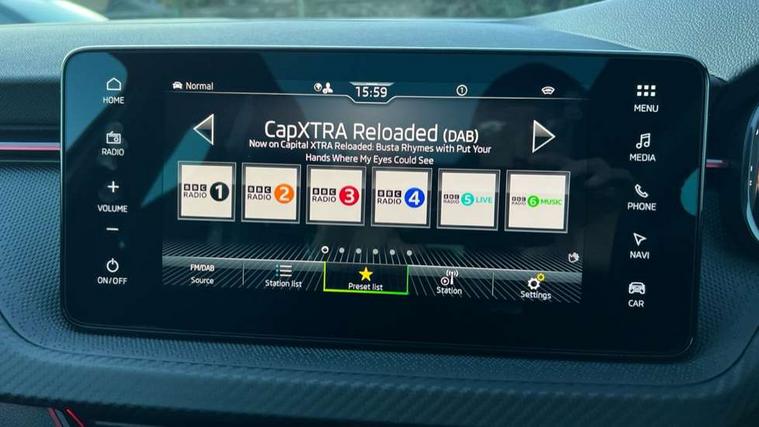 HOME
RADIO
VOLUME
ON/OFF
Normal
15:59
CapXTRA Reloaded (DAB)
Now on Capital XTRA Reloaded: Busta Rhymes with Put Your
Hands Where My Eyes Could See
BBC RADIO 1
BBC RADIO 2
BBC RADIO 3
BBC RADIO 4
BBC RADIO 5 LIVE
BBC RADIO 6 MUSIC
FM/DAB
Source
Station list
Preset list
Station
Settings
MENU
MEDIA
PHONE
NAVI
CAR